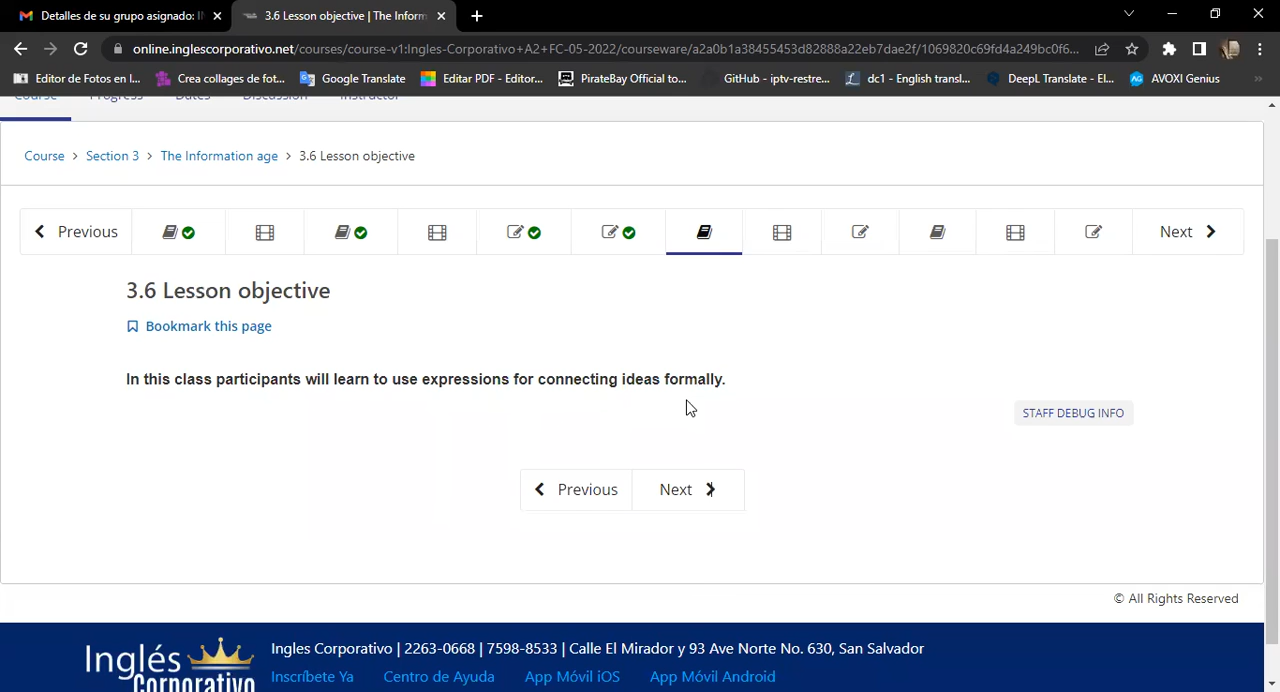 Detalles de su grupo asignado: I
3.6 Lesson objective | The Inform
online.inglescorporativo.net/courses/course-v1:Ingles-Corporativo+A2+FC-05-2022/courseware/a2a0b1a38455453d82888a22eb7dae2f/1069820c69fd4a249bc0f6...
Editor de Fotos en l...
Crea collages de fot...
Google Translate
Editar PDF - Editor...
PirateBay Official to...
GitHub - iptv-restre...
dc1 - English transl...
DeepL Translate - El...
AVOXI Genius
Course Progress Dates Discussion Instructor
Course > Section 3 > The Information age > 3.6 Lesson objective
Previous
Next
3.6 Lesson objective
Bookmark this page
In this class participants will learn to use expressions for connecting ideas formally.
STAFF DEBUG INFO
Previous
Next
© All Rights Reserved
Inglés
Corporativo
Ingles Corporativo | 2263-0668 | 7598-8533 | Calle El Mirador y 93 Ave Norte No. 630, San Salvador
Inscríbete Ya
Centro de Ayuda
App Móvil iOS
App Móvil Android